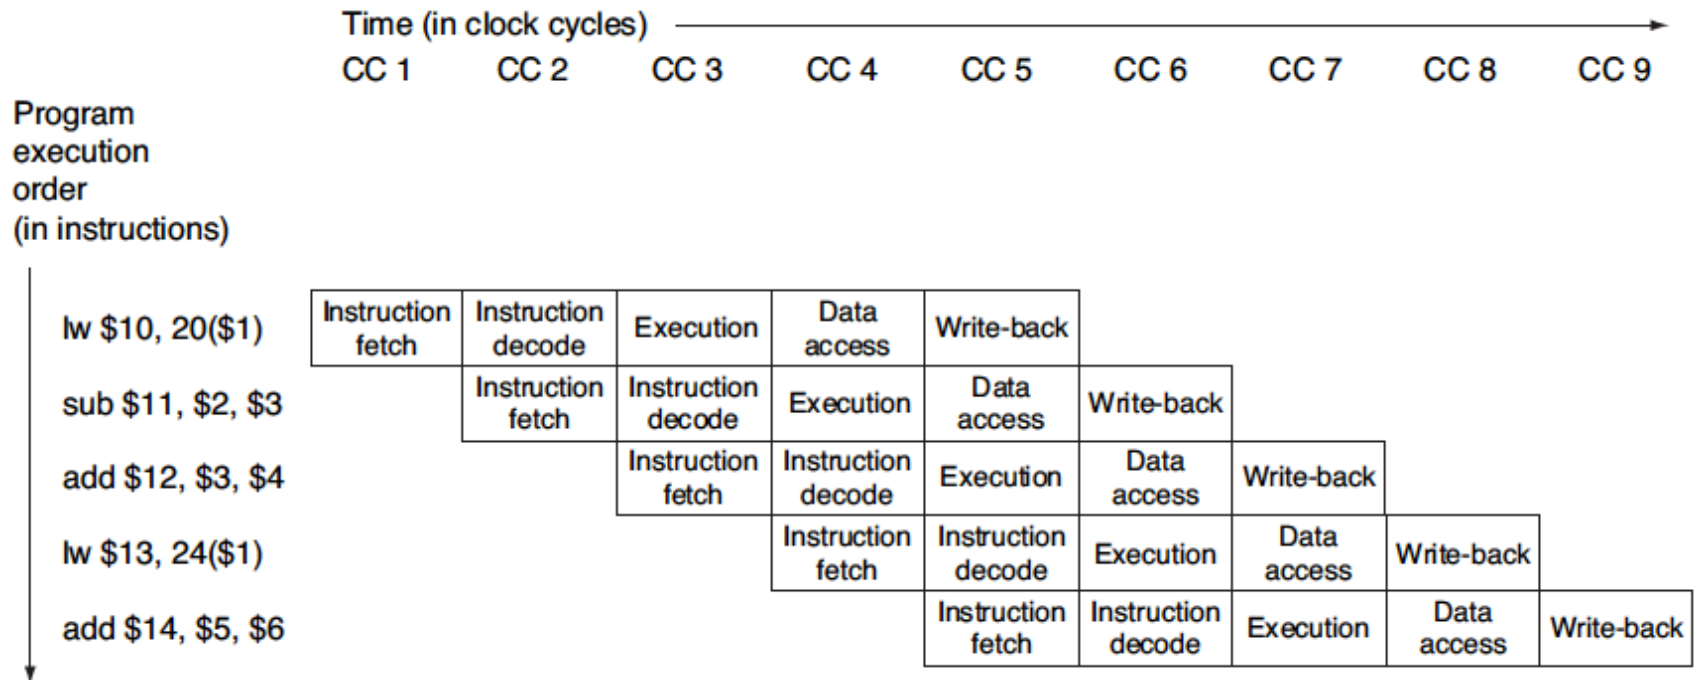 Time (in clock cycles)
CC 1 CC 2 CC 3 CC 4 CC 5 CC 6 CC 7 CC 8 CC 9
Program
execution
order
(in instructions)
lw $10, 20($1)
Instruction
fetch
Instruction
decode
Execution
Data
access
Write-back
sub $11, $2, $3
Instruction
fetch
Instruction
decode
Execution
Data
access
Write-back
add $12, $3, $4
Instruction
fetch
Instruction
decode
Execution
Data
access
Write-back
lw $13, 24($1)
Instruction
fetch
Instruction
decode
Execution
Data
access
Write-back
add $14, $5, $6
Instruction
fetch
Instruction
decode
Execution
Data
access
Write-back